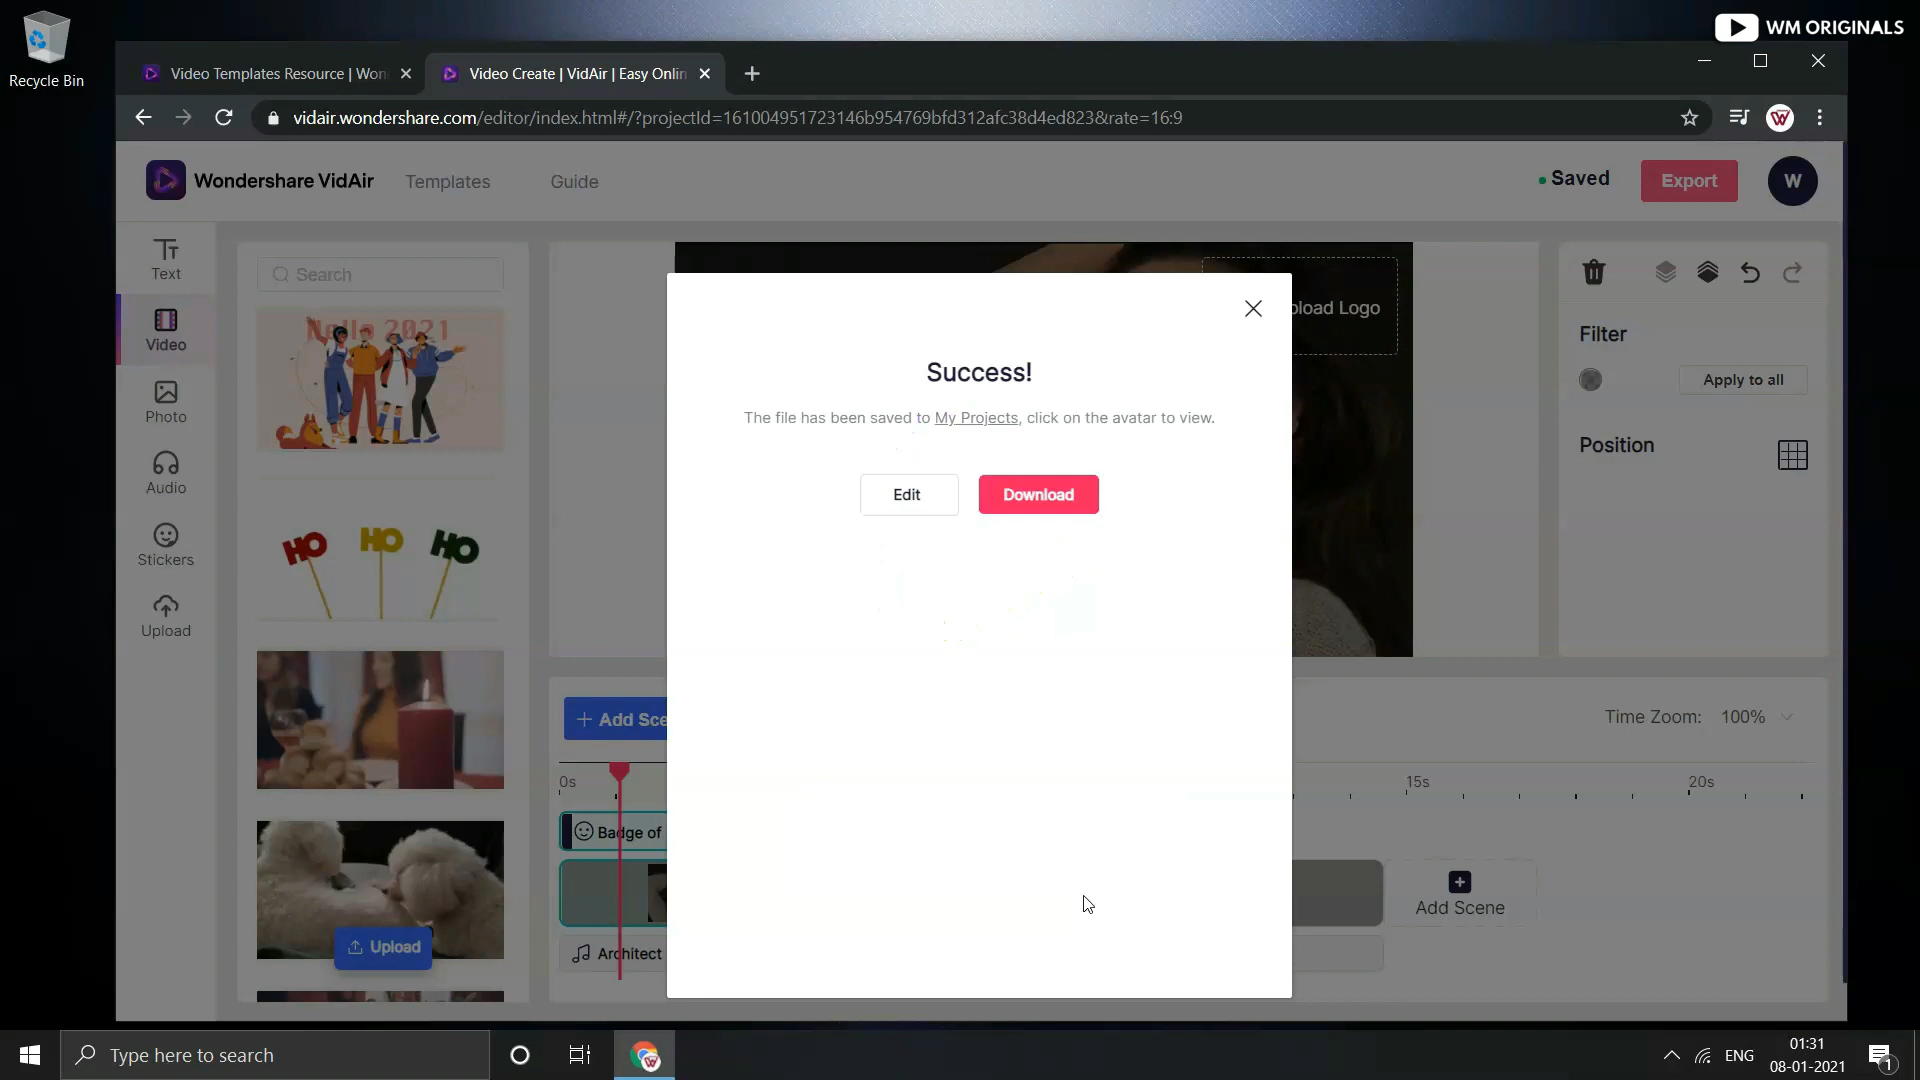 WM ORIGINALS
Recycle Bin
Video Templates Resource | Won
Video Create | VidAir | Easy Onlin
vidair.wondershare.com/editor/index.html#/?projectId=161004951723146b954769bfd312afc38d4ed823&rate=16:9
Wondershare VidAir
Templates
Guide
Saved
Export
W
Text
Video
Photo
Audio
Stickers
Upload
Search
Hello 2021
HO HO HO
Upload
pload Logo
Success!
The file has been saved to My Projects, click on the avatar to view.
Edit
Download
Filter
Apply to all
Position
+ Add Sce
Time Zoom: 100%
0s
15s
20s
Badge of
Architect
Add Scene
Type here to search
ENG
01:31
08-01-2021
1